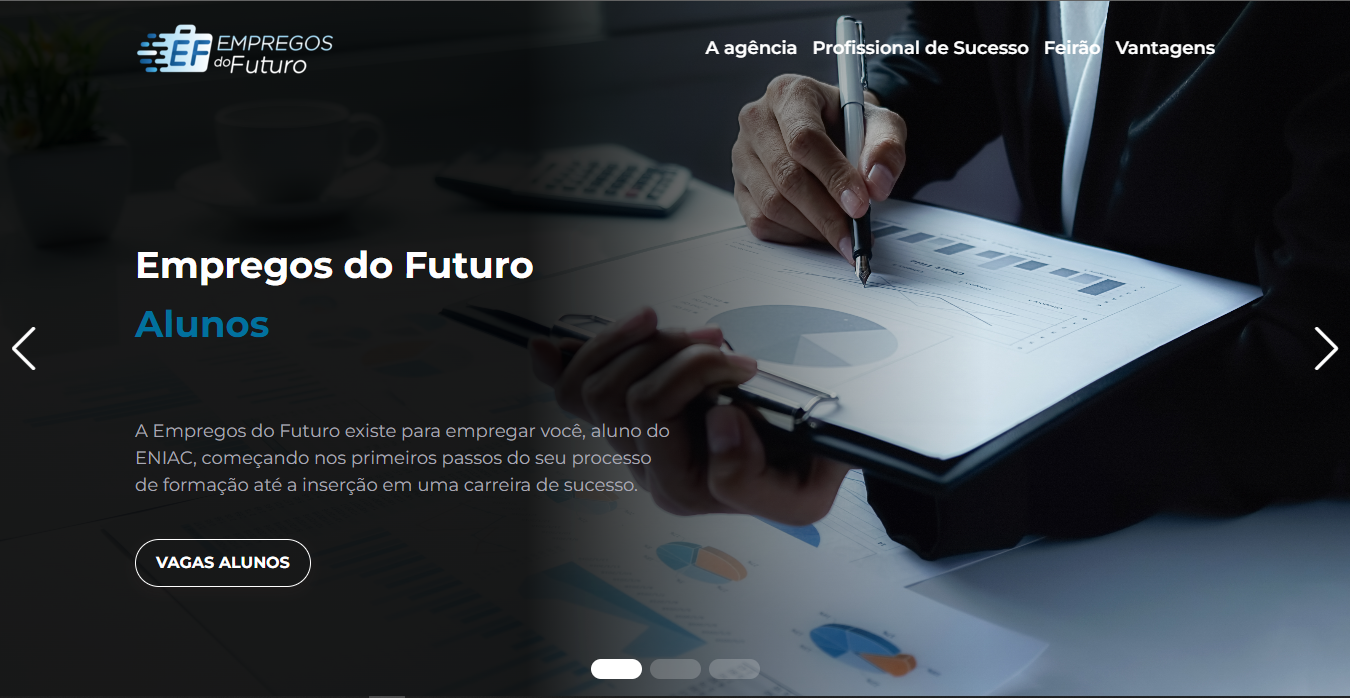 EF EMPREGOS
do Futuro
A agência Profissional de Sucesso Feirão Vantagens
Empregos do Futuro
Alunos
A Empregos do Futuro existe para empregar você, aluno do
ENIAC, começando nos primeiros passos do seu processo
de formação até a inserção em uma carreira de sucesso.
VAGAS ALUNOS